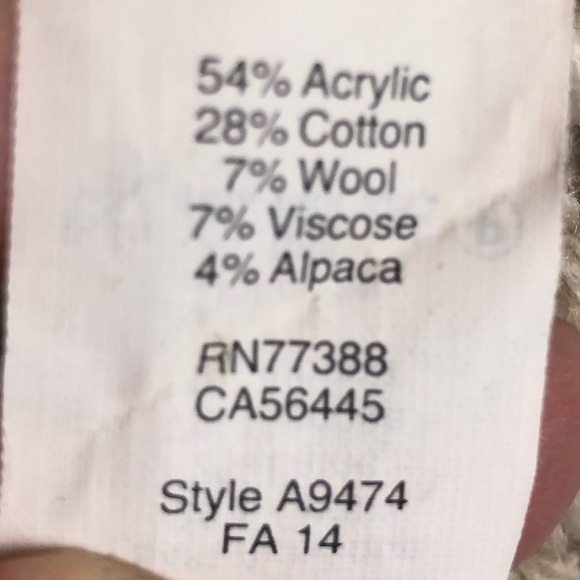 54% Acrylic
28% Cotton
7% Wool
7% Viscose
4% Alpaca
RN77388
CA56445
Style A9474
FA 14